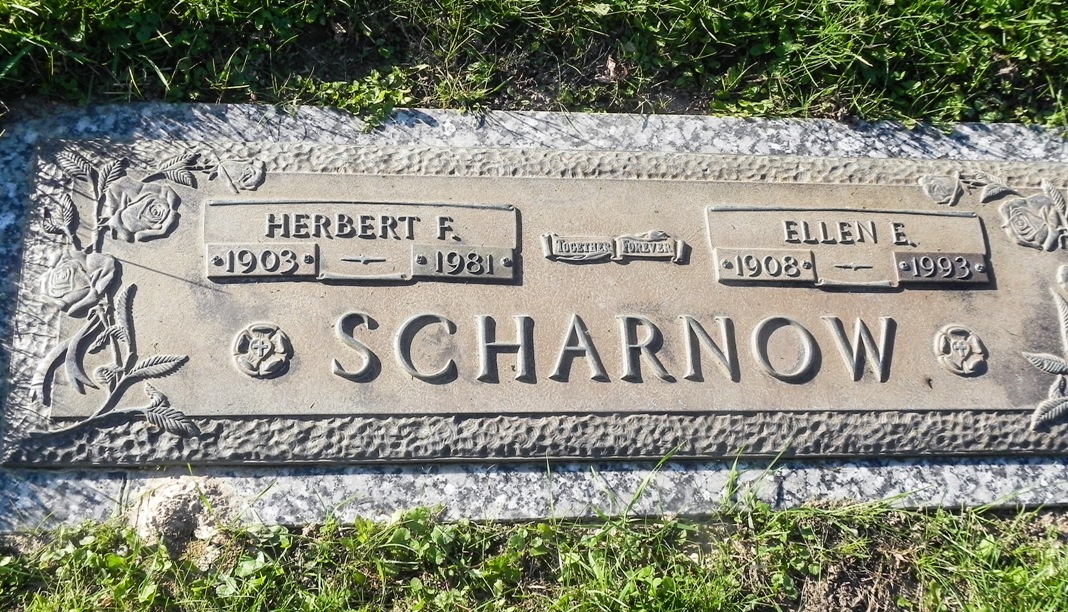 HERBERT F.
1903 1981
TOGETHER FOREVER
ELLEN E.
1908 1993
SCHARNOW